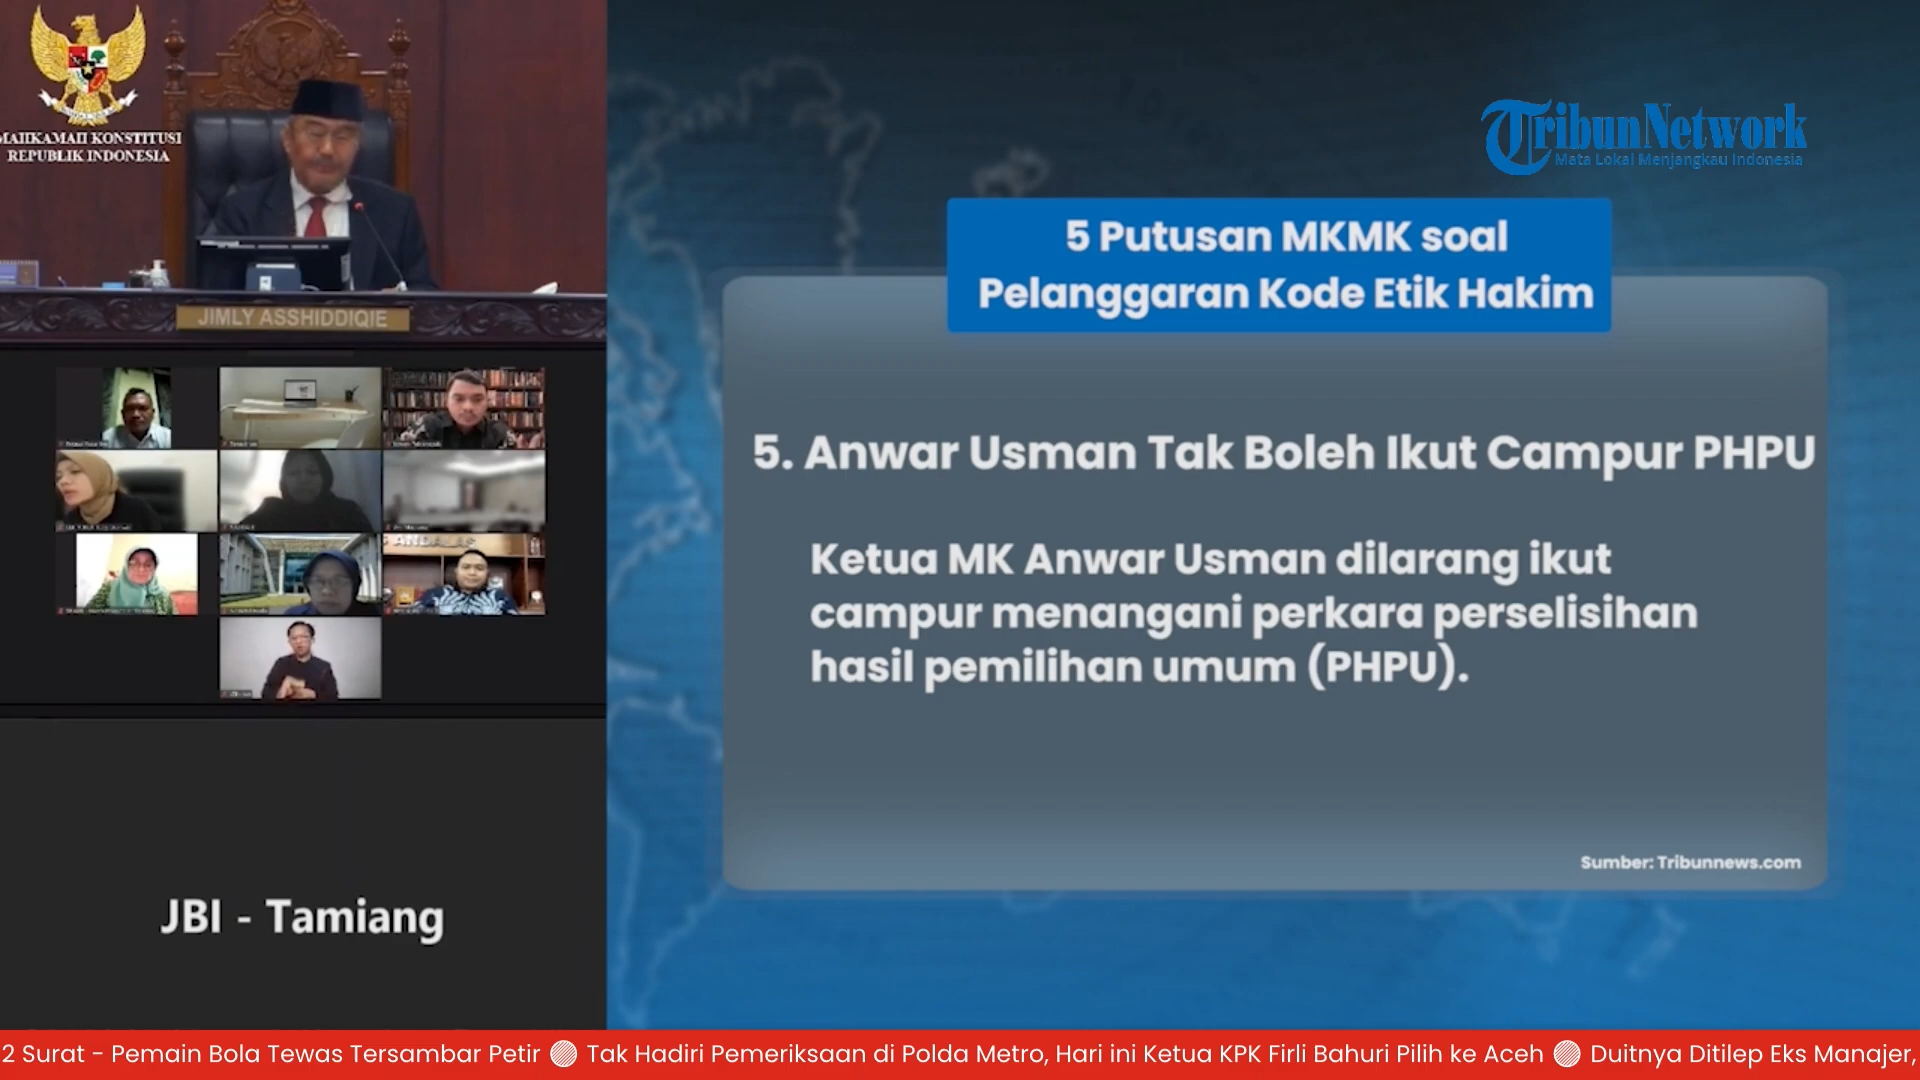 MAHKAMAH KONSTITUSI
REPUBLIK INDONESIA
JIMLY ASSHIDDIQIE
ANDALAS
JBI - Tamiang
TribunNetwork
Mata Lokal Menjangkau Indonesia
5 Putusan MKMK soal
Pelanggaran Kode Etik Hakim
5. Anwar Usman Tak Boleh Ikut Campur PHPU
Ketua MK Anwar Usman dilarang ikut
campur menangani perkara perselisihan
hasil pemilihan umum (PHPU).
Sumber: Tribunnews.com
2 Surat - Pemain Bola Tewas Tersambar Petir Tak Hadiri Pemeriksaan di Polda Metro, Hari ini Ketua KPK Firli Bahuri Pilih ke Aceh Duitnya Ditilep Eks Manajer,